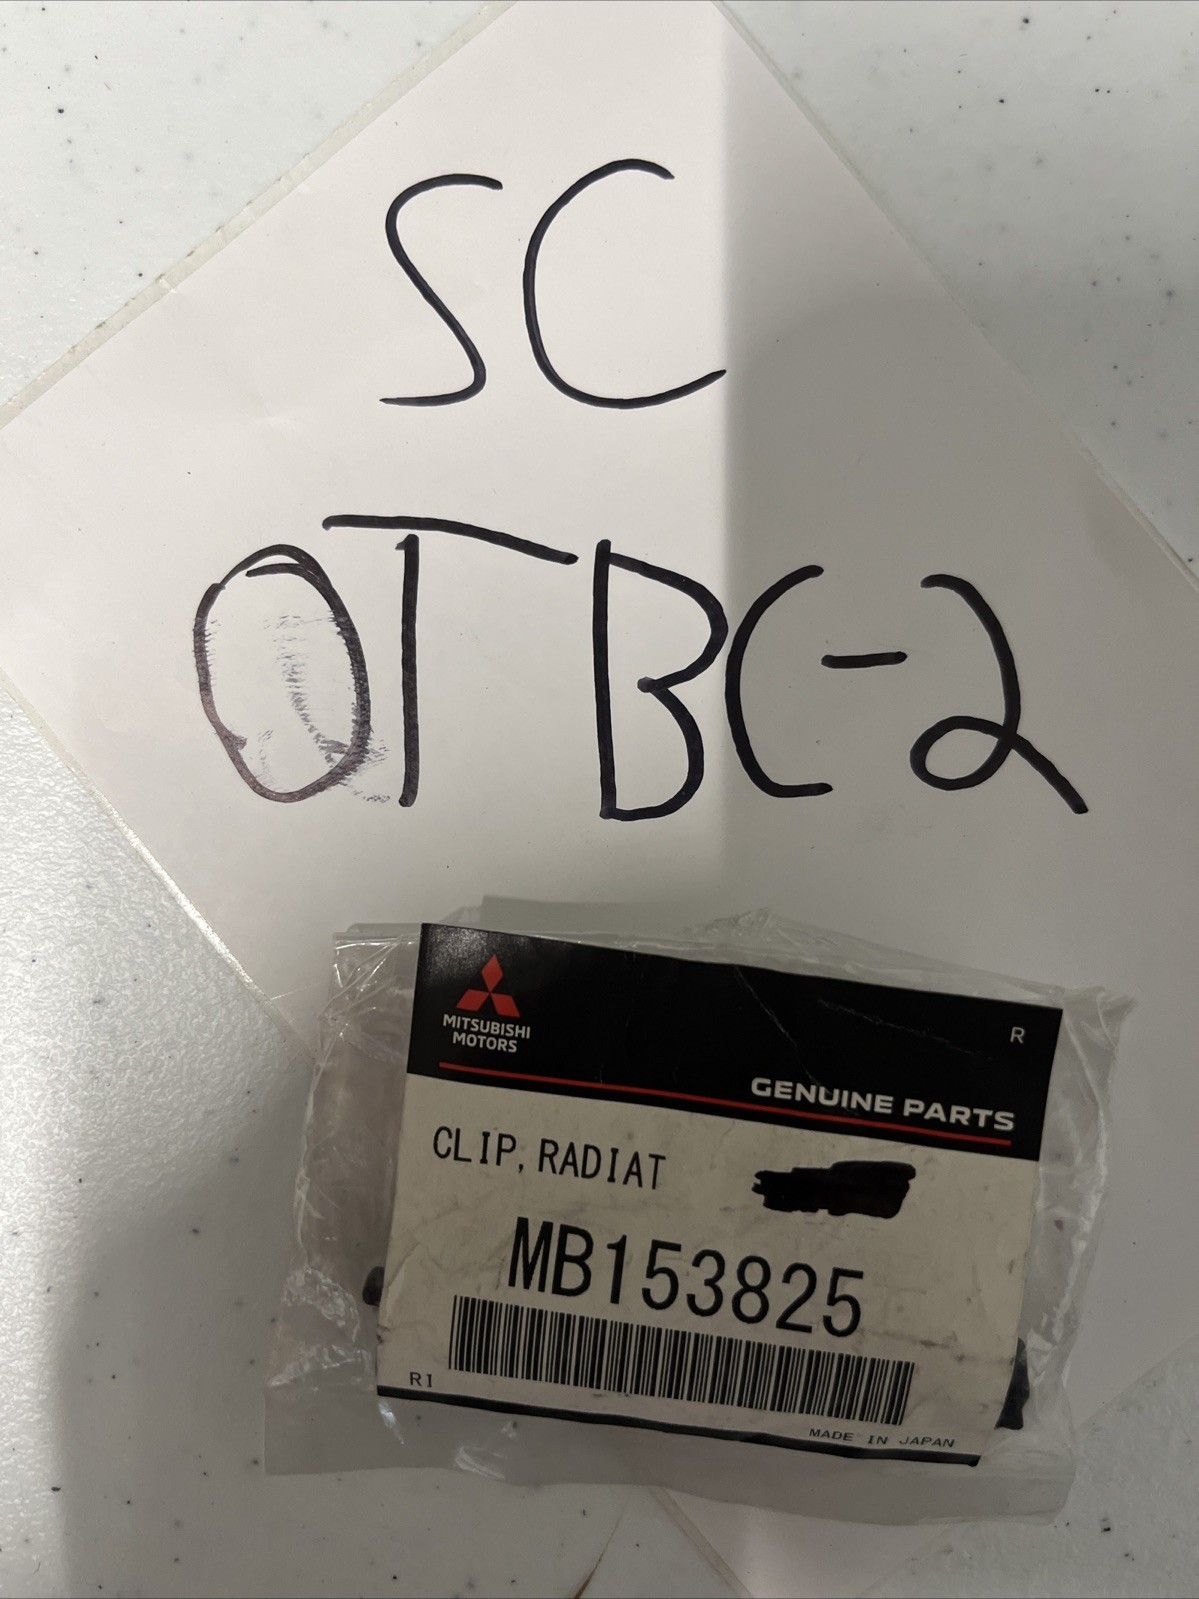 SC
OTBC-2
MITSUBISHI
MOTORS
R
GENUINE PARTS
CLIP, RADIAT
MB153825
RI
MADE IN JAPAN